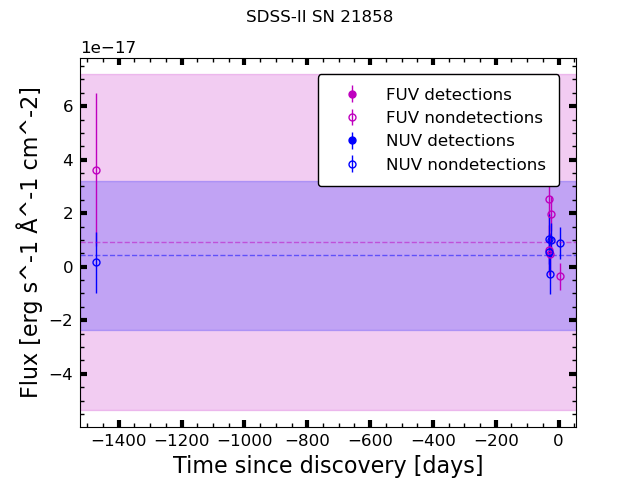 SDSS-II SN 21858
1e−17
FUV detections
FUV nondetections
NUV detections
NUV nondetections
6
4
2
0
−2
−4
Flux [erg s^-1 Å^-1 cm^-2]
−1400 −1200 −1000 −800 −600 −400 −200 0
Time since discovery [days]